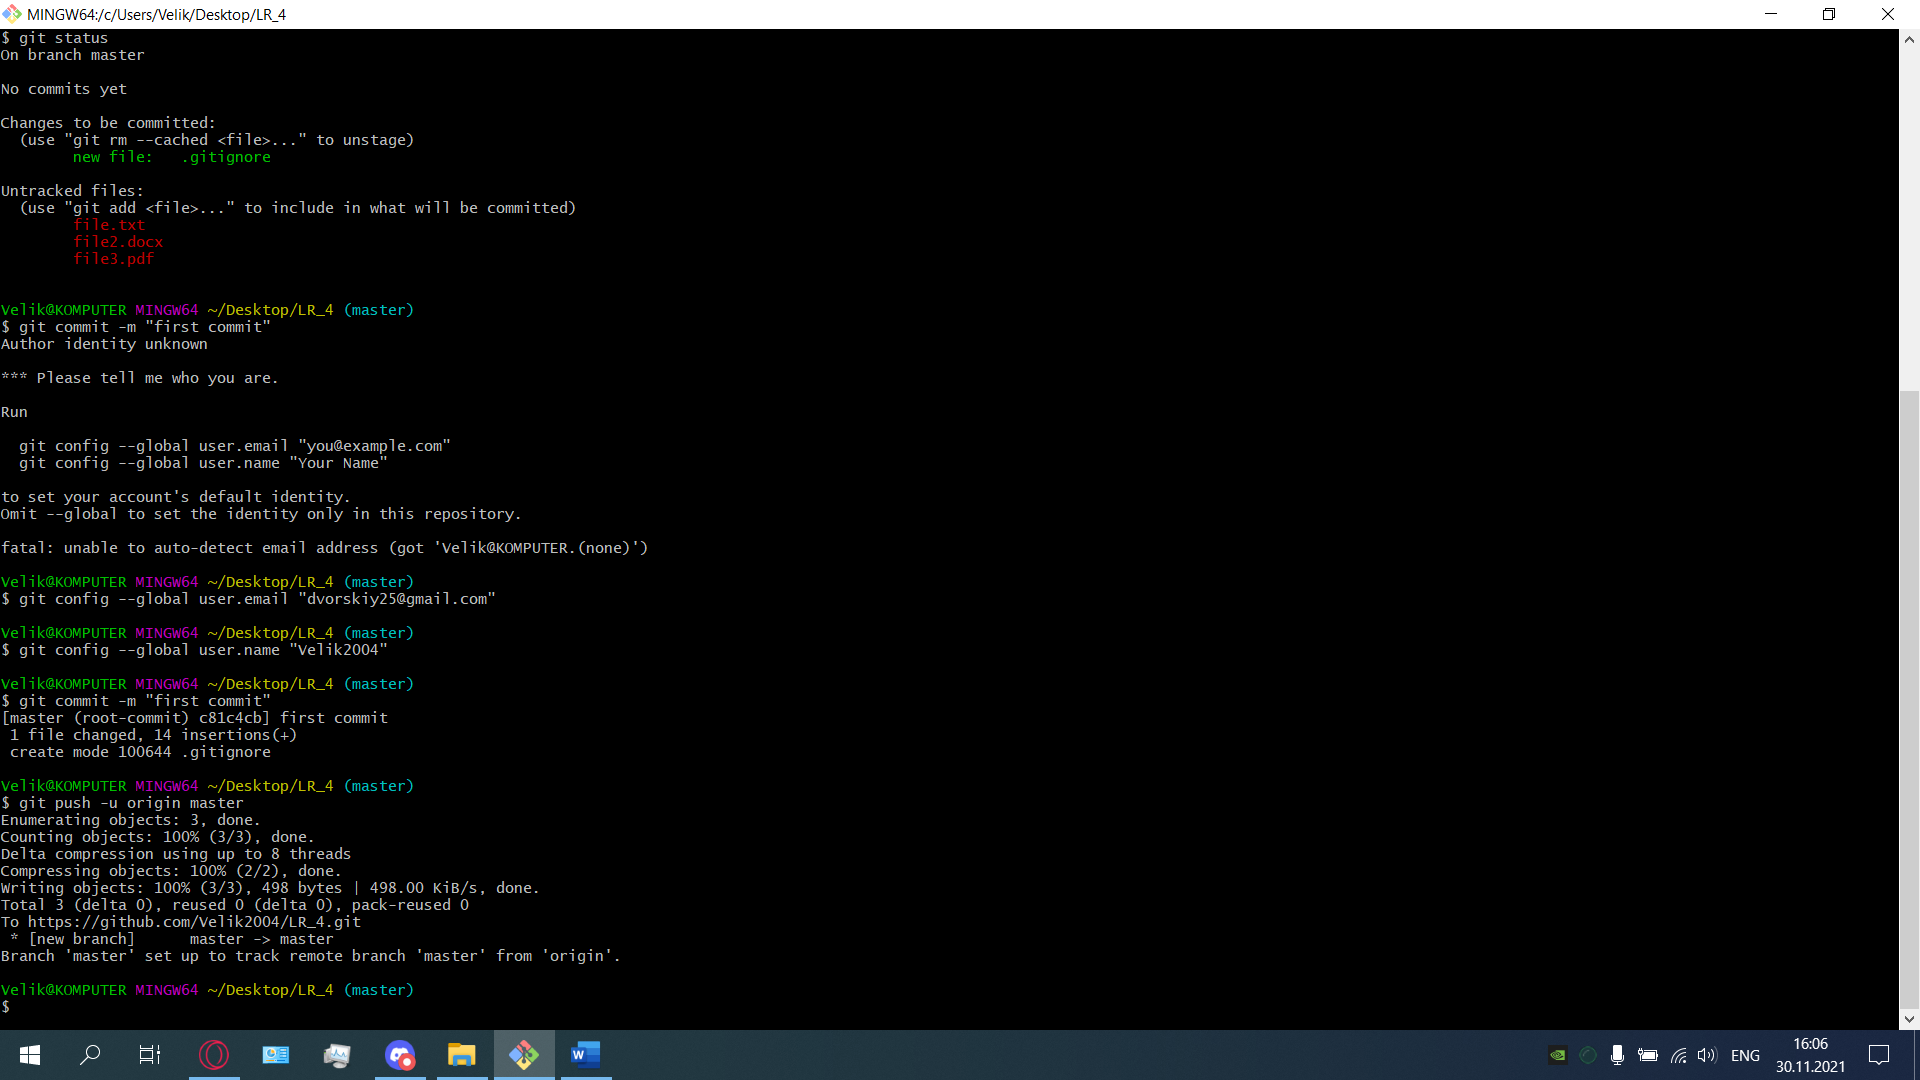 MINGW64:/c/Users/Velik/Desktop/LR_4
$ git status
On branch master
No commits yet
Changes to be committed:
  (use "git rm --cached <file>..." to unstage)
        new file:   .gitignore
Untracked files:
  (use "git add <file>..." to include in what will be committed)
        file.txt
        file2.docx
        file3.pdf
Velik@KOMPUTER MINGW64 ~/Desktop/LR_4 (master)
$ git commit -m "first commit"
Author identity unknown
*** Please tell me who you are.
Run
  git config --global user.email "you@example.com"
  git config --global user.name "Your Name"
to set your account's default identity.
Omit --global to set the identity only in this repository.
fatal: unable to auto-detect email address (got 'Velik@KOMPUTER.(none)')
Velik@KOMPUTER MINGW64 ~/Desktop/LR_4 (master)
$ git config --global user.email "dvorskiy25@gmail.com"
Velik@KOMPUTER MINGW64 ~/Desktop/LR_4 (master)
$ git config --global user.name "Velik2004"
Velik@KOMPUTER MINGW64 ~/Desktop/LR_4 (master)
$ git commit -m "first commit"
[master (root-commit) c81c4cb] first commit
 1 file changed, 14 insertions(+)
 create mode 100644 .gitignore
Velik@KOMPUTER MINGW64 ~/Desktop/LR_4 (master)
$ git push -u origin master
Enumerating objects: 3, done.
Counting objects: 100% (3/3), done.
Delta compression using up to 8 threads
Compressing objects: 100% (2/2), done.
Writing objects: 100% (3/3), 498 bytes | 498.00 KiB/s, done.
Total 3 (delta 0), reused 0 (delta 0), pack-reused 0
To https://github.com/Velik2004/LR_4.git
 * [new branch]      master -> master
Branch 'master' set up to track remote branch 'master' from 'origin'.
Velik@KOMPUTER MINGW64 ~/Desktop/LR_4 (master)
$
W
ENG
16:06
30.11.2021